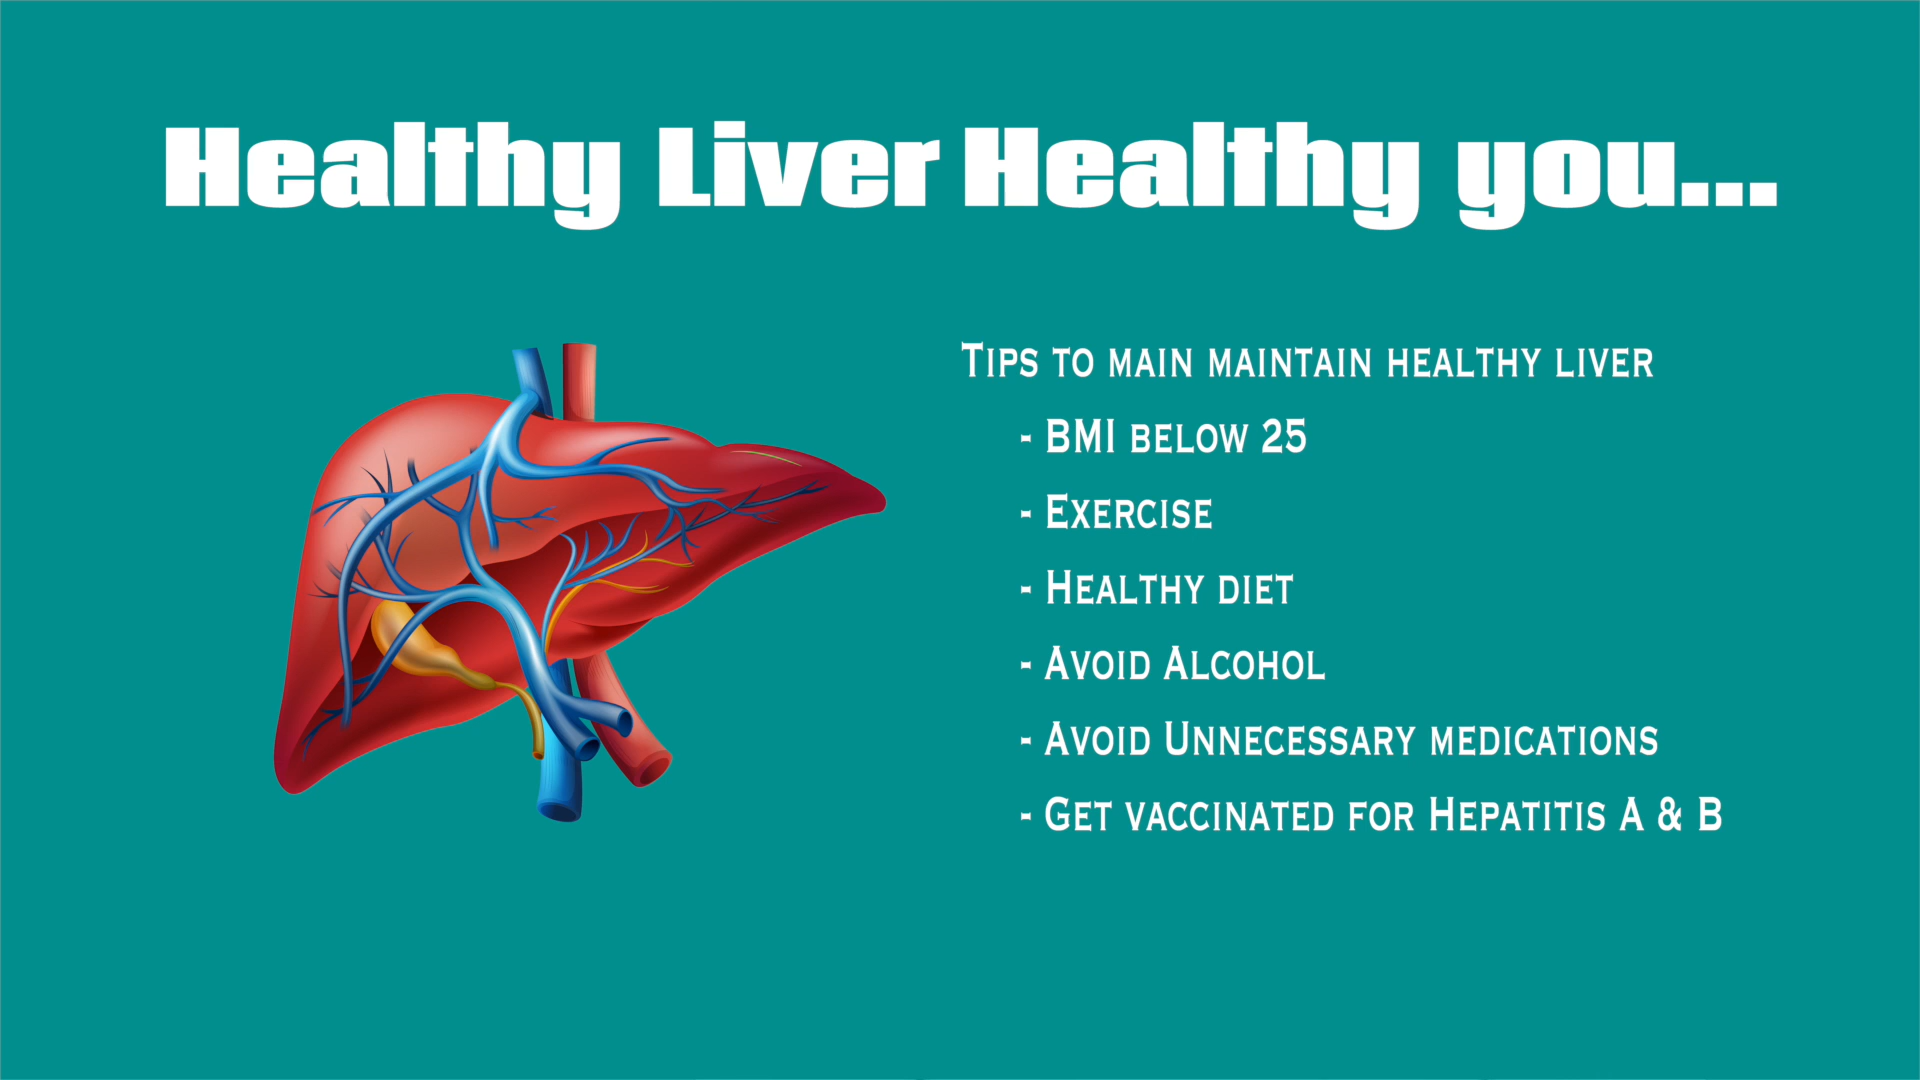 Healthy Liver Healthy you...
Tips to main maintain healthy liver
- BMI below 25
- Exercise
- Healthy diet
- Avoid Alcohol
- Avoid Unnecessary medications
- Get vaccinated for Hepatitis A & B